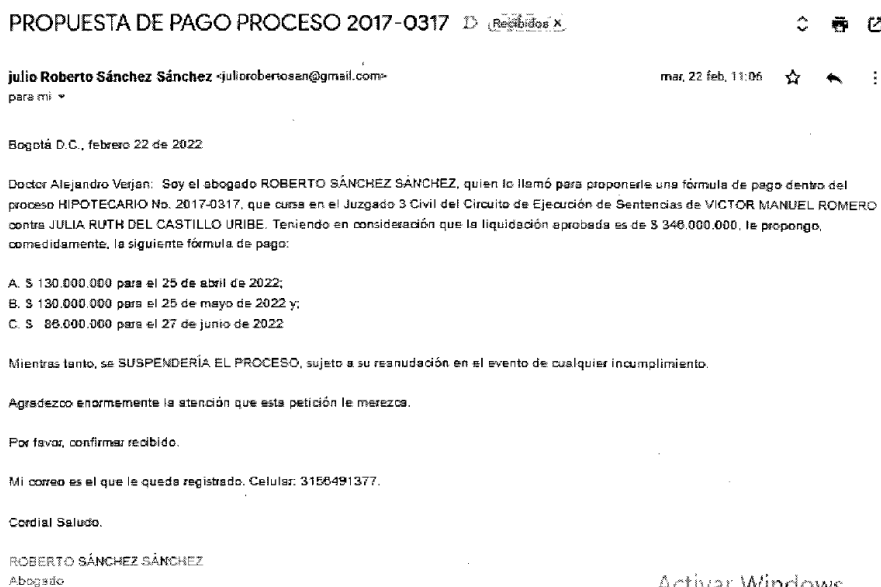 PROPUESTA DE PAGO PROCESO 2017-0317 Recibidos x
julio Roberto Sánchez Sánchez <juliorobertosan@gmail.com> mar, 22 feb, 11:06
para mi
Bogotá D.C., febrero 22 de 2022
Doctor Alejandro Verjan: Soy el abogado ROBERTO SÁNCHEZ SÁNCHEZ, quien lo llamó para proponerle una fórmula de pago dentro del
proceso HIPOTECARIO No. 2017-0317, que cursa en el Juzgado 3 Civil del Circuito de Ejecución de Sentencias de VICTOR MANUEL ROMERO
contra JULIA RUTH DEL CASTILLO URIBE. Teniendo en consideración que la liquidación aprobada es de $ 346.000.000, le propongo,
comedidamente, la siguiente fórmula de pago:
A. $ 130.000.000 para el 25 de abril de 2022;
B. $ 130.000.000 para el 25 de mayo de 2022 y;
C. $ 86.000.000 para el 27 de junio de 2022
Mientras tanto, se SUSPENDERÍA EL PROCESO, sujeto a su reanudación en el evento de cualquier incumplimiento.
Agradezco enormemente la atención que esta petición le merezca.
Por favor, confirmar recibido.
Mi correo es el que le queda registrado. Celular: 3156491377.
Cordial Saludo.
ROBERTO SÁNCHEZ SÁNCHEZ
Abogado
Activar Windows